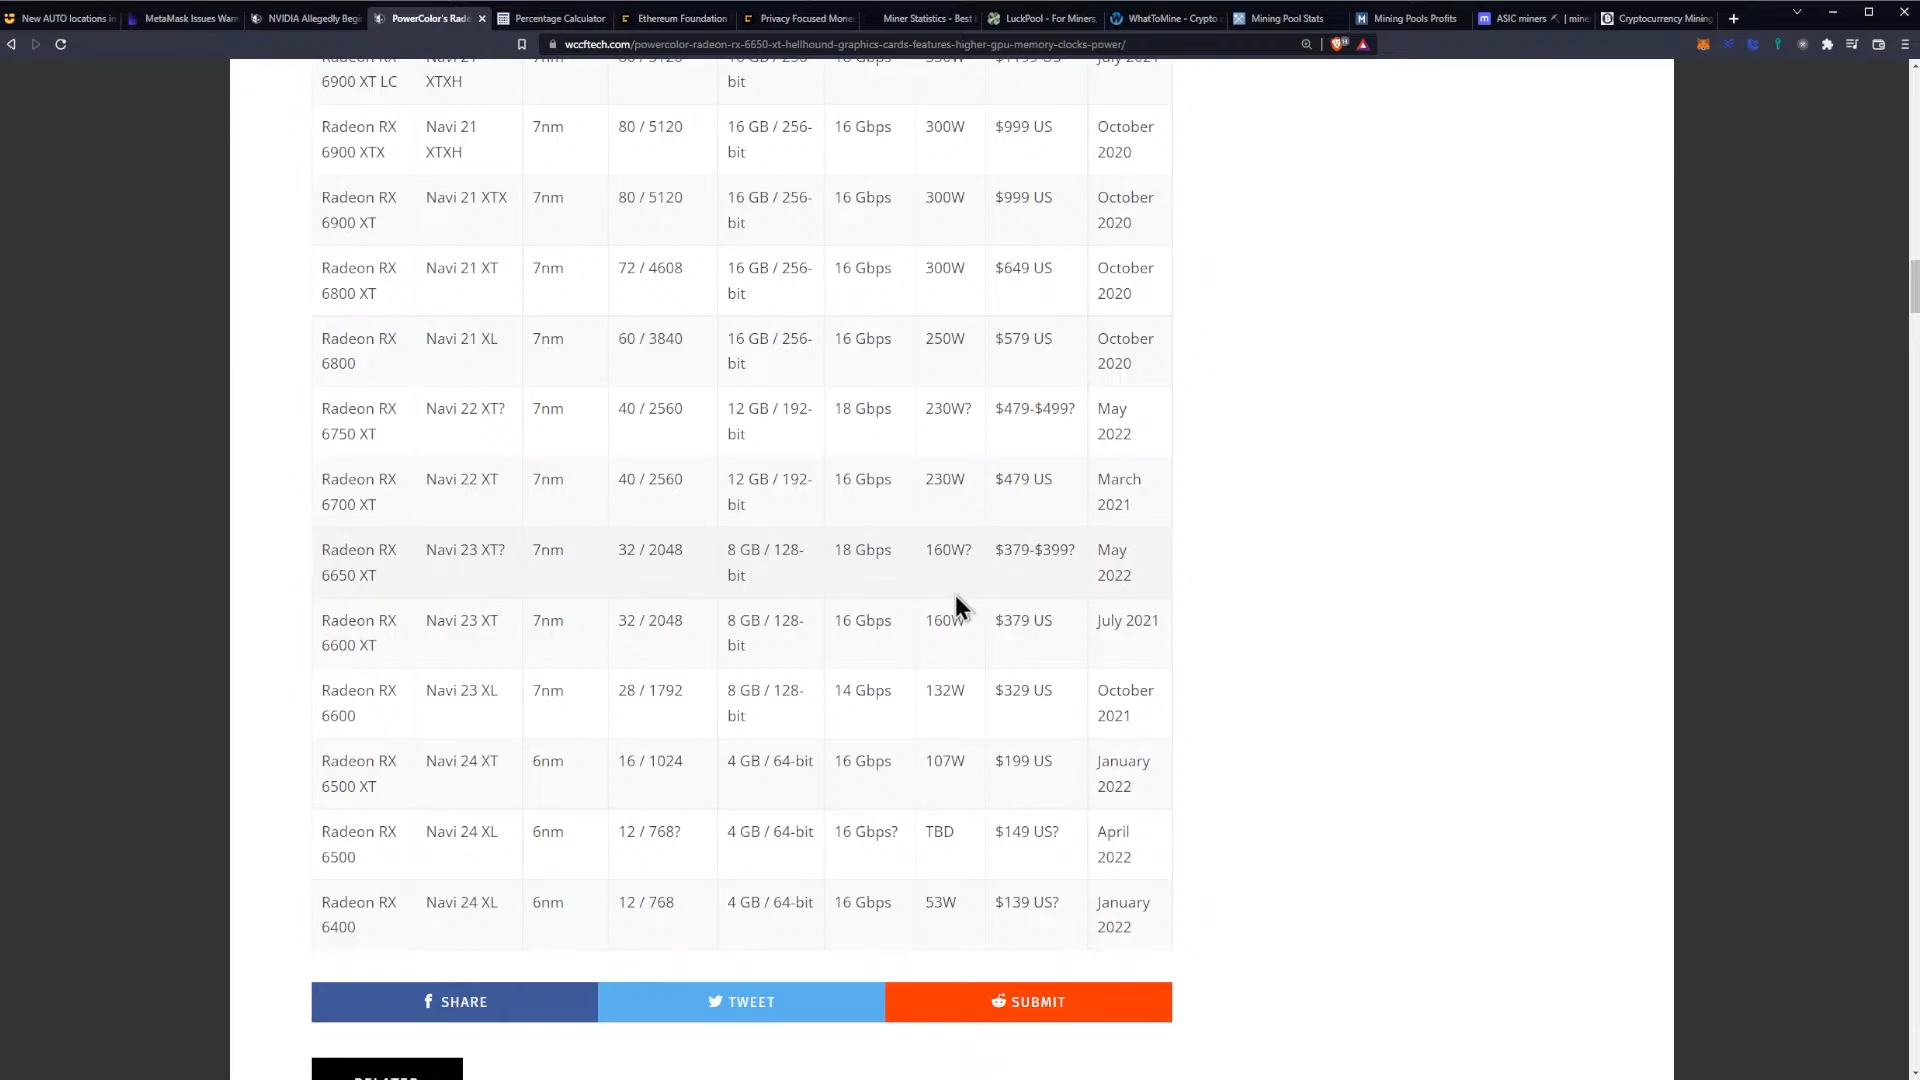 New AUTO locations in
MetaMask Issues Warn
NVIDIA Allegedly Begi
PowerColor's Rade
Percentage Calculator
Ethereum Foundation
Privacy Focused Mone
Miner Statistics - Best
LuckPool - For Miners,
WhatToMine - Crypto c
Mining Pool Stats
Mining Pools Profits
ASIC miners ⛏ | mine
Cryptocurrency Mining
wccftech.com/powercolor-radeon-rx-6650-xt-hellhound-graphics-cards-features-higher-gpu-memory-clocks-power/
6900 XT LC XTXH bit
Radeon RX Navi 21 7nm 80 / 5120 16 GB / 256- 16 Gbps 300W $999 US October
6900 XTX XTXH bit 2020
Radeon RX Navi 21 XTX 7nm 80 / 5120 16 GB / 256- 16 Gbps 300W $999 US October
6900 XT bit 2020
Radeon RX Navi 21 XT 7nm 72 / 4608 16 GB / 256- 16 Gbps 300W $649 US October
6800 XT bit 2020
Radeon RX Navi 21 XL 7nm 60 / 3840 16 GB / 256- 16 Gbps 250W $579 US October
6800 bit 2020
Radeon RX Navi 22 XT? 7nm 40 / 2560 12 GB / 192- 18 Gbps 230W? $479-$499? May
6750 XT bit 2022
Radeon RX Navi 22 XT 7nm 40 / 2560 12 GB / 192- 16 Gbps 230W $479 US March
6700 XT bit 2021
Radeon RX Navi 23 XT? 7nm 32 / 2048 8 GB / 128- 18 Gbps 160W? $379-$399? May
6650 XT bit 2022
Radeon RX Navi 23 XT 7nm 32 / 2048 8 GB / 128- 16 Gbps 160W $379 US July 2021
6600 XT bit
Radeon RX Navi 23 XL 7nm 28 / 1792 8 GB / 128- 14 Gbps 132W $329 US October
6600 bit 2021
Radeon RX Navi 24 XT 6nm 16 / 1024 4 GB / 64-bit 16 Gbps 107W $199 US January
6500 XT 2022
Radeon RX Navi 24 XL 6nm 12 / 768? 4 GB / 64-bit 16 Gbps? TBD $149 US? April
6500 2022
Radeon RX Navi 24 XL 6nm 12 / 768 4 GB / 64-bit 16 Gbps 53W $139 US? January
6400 2022
SHARE TWEET SUBMIT
RELATED